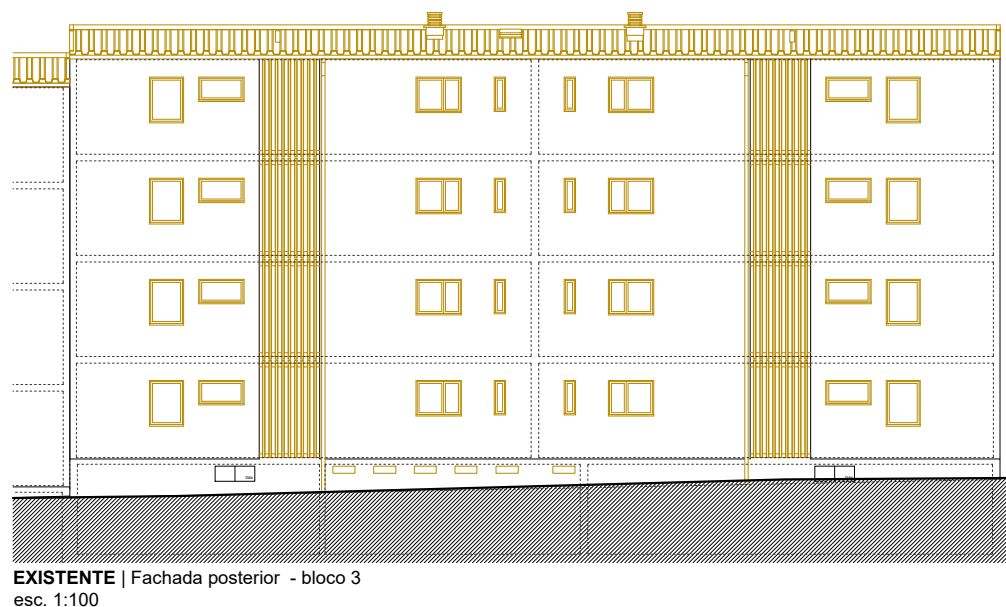 EXISTENTE | Fachada posterior - bloco 3
esc. 1:100